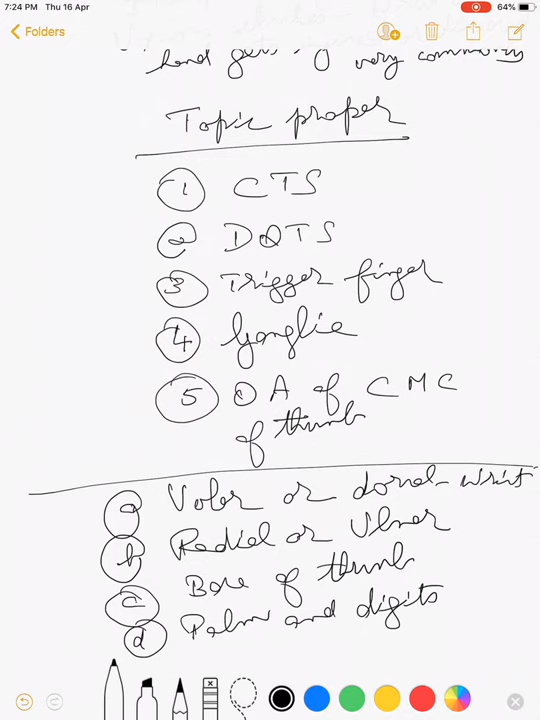 7:24 PM Thu 16 Apr 64%
Folders
hand very commonly
Topic proper
1 CTS
2 DQTS
3 Trigger finger
4 Ganglia
5 OA of CMC
of thumb
a Volar or dorsal wrist
b Radial or Ulnar
c Base of thumb
d Palm and digits